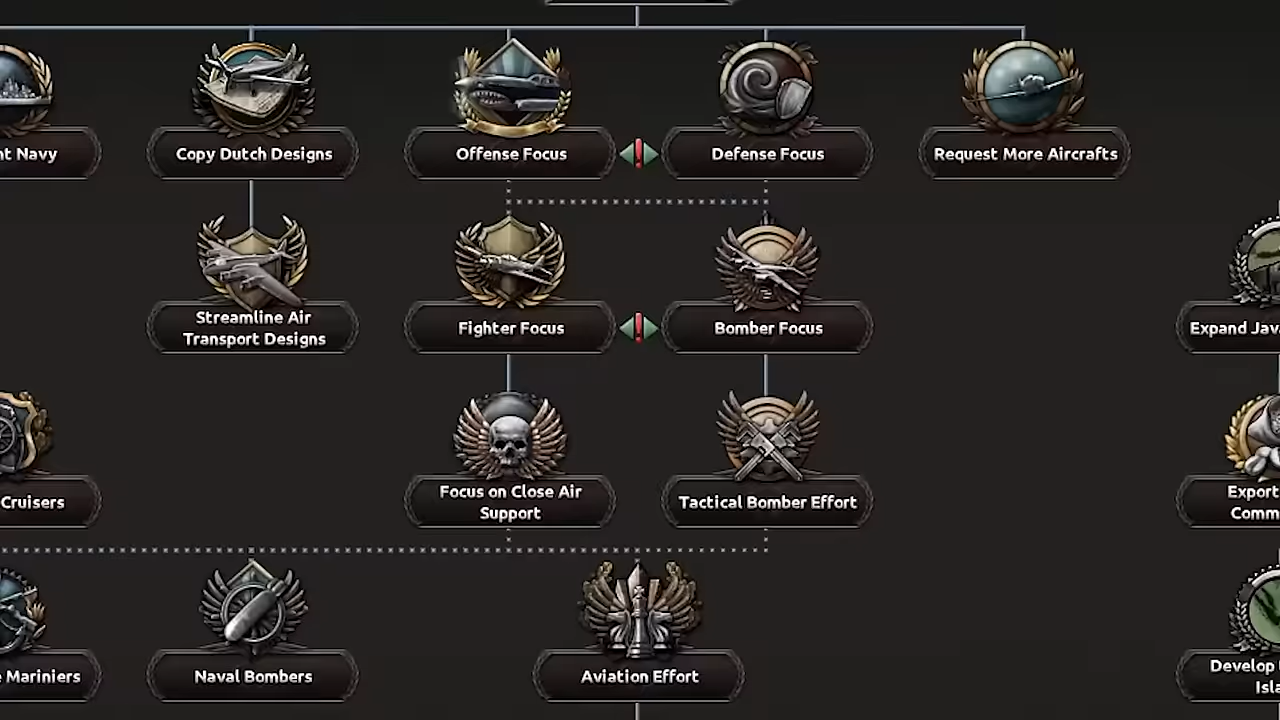 nt Navy
Copy Dutch Designs
Offense Focus
Defense Focus
Request More Aircrafts
Streamline Air
Transport Designs
Fighter Focus
Bomber Focus
Expand Jav
Cruisers
Focus on Close Air
Support
Tactical Bomber Effort
Export
Comm
Mariniers
Naval Bombers
Aviation Effort
Develop
Isla